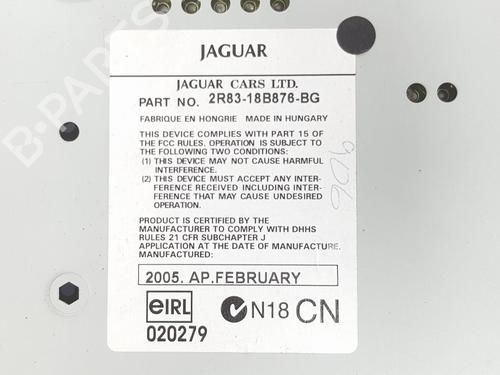 JAGUAR
JAGUAR CARS LTD.
PART NO. 2R83-18B876-BG
FABRIQUE EN HONGRIE MADE IN HUNGARY
THIS DEVICE COMPLIES WITH PART 15 OF
THE FCC RULES. OPERATION IS SUBJECT TO
THE FOLLOWING TWO CONDITIONS:
(1) THIS DEVICE MAY NOT CAUSE HARMFUL
INTERFERENCE.
(2) THIS DEVICE MUST ACCEPT ANY INTER-
FERENCE RECEIVED INCLUDING INTER-
FERENCE THAT MAY CAUSE UNDESIRED
OPERATION.
PRODUCT IS CERTIFIED BY THE
MANUFACTURER TO COMPLY WITH DHHS
RULES 21 CFR SUBCHAPTER J
APPLICATION AT THE DATE OF MANUFACTURE.
MANUFACTURED:
2005. AP.FEBRUARY
eIRL N18 CN
020279